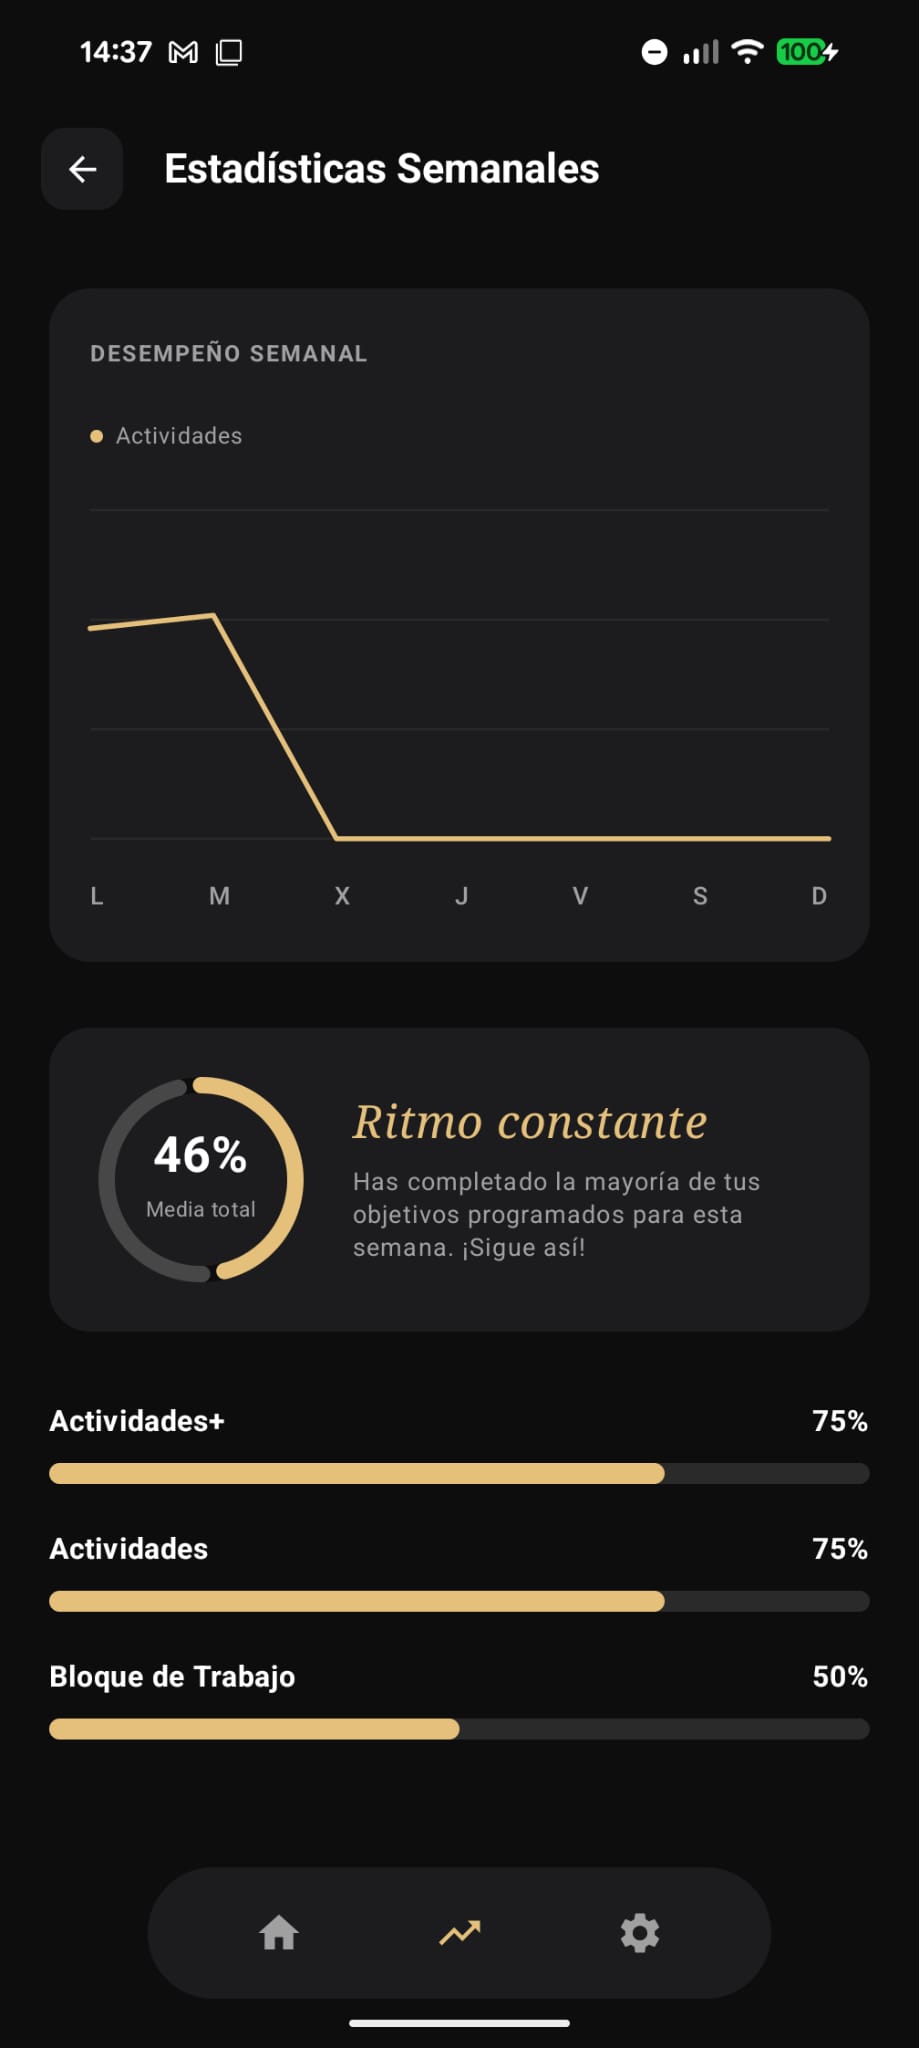 14:37
100
Estadísticas Semanales
DESEMPEÑO SEMANAL
Actividades
L M X J V S D
46%
Media total
Ritmo constante
Has completado la mayoría de tus
objetivos programados para esta
semana. ¡Sigue así!
Actividades+ 75%
Actividades 75%
Bloque de Trabajo 50%